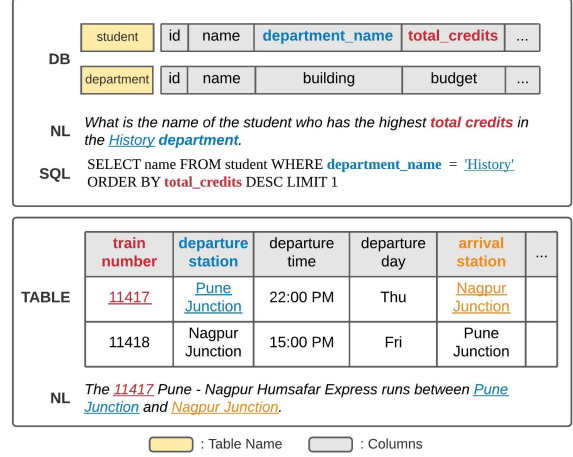 DB
student id name department_name total_credits ...
department id name building budget ...
NL What is the name of the student who has the highest total credits in
the History department.
SQL SELECT name FROM student WHERE department_name = 'History'
ORDER BY total_credits DESC LIMIT 1
TABLE
train number departure station departure time departure day arrival station ...
11417 Pune Junction 22:00 PM Thu Nagpur Junction
11418 Nagpur Junction 15:00 PM Fri Pune Junction
NL The 11417 Pune - Nagpur Humsafar Express runs between Pune
Junction and Nagpur Junction.
: Table Name : Columns